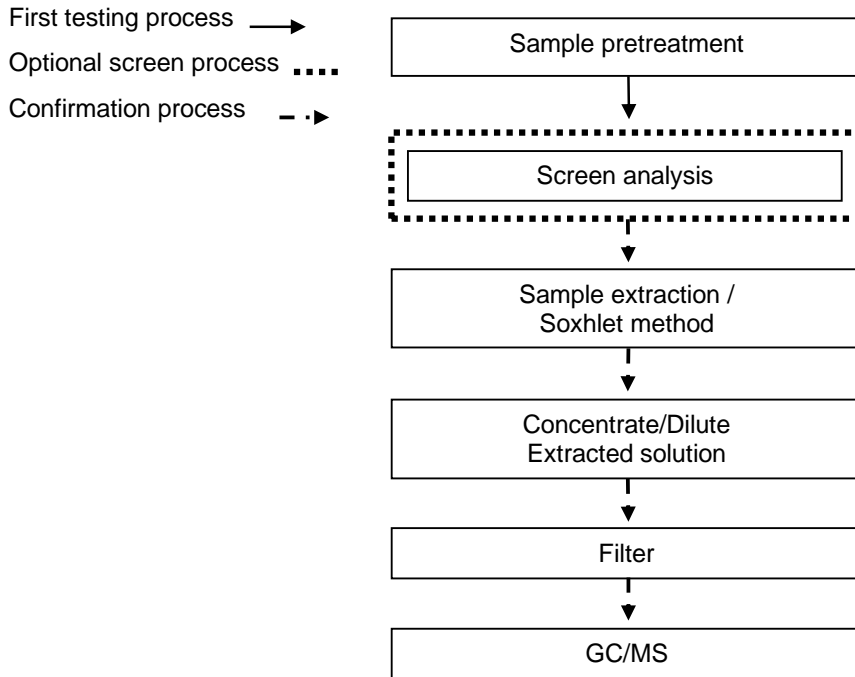 First testing process
Optional screen process
Confirmation process
Sample pretreatment
Screen analysis
Sample extraction /
Soxhlet method
Concentrate/Dilute
Extracted solution
Filter
GC/MS